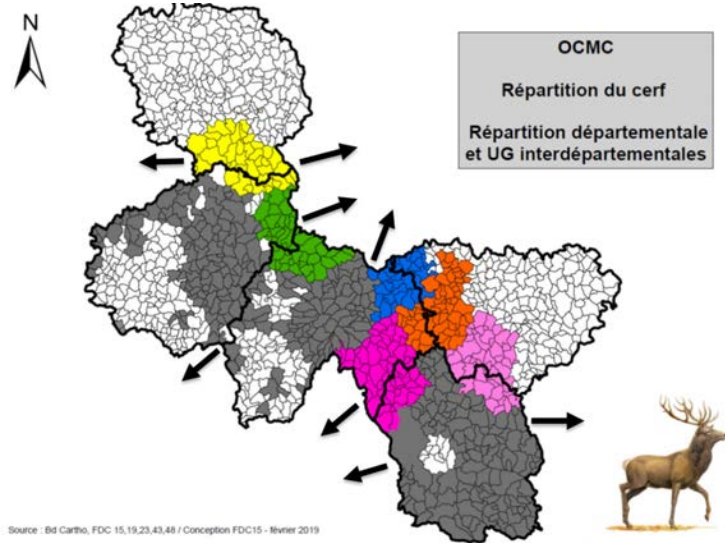 N
OCMC
Répartition du cerf
Répartition départementale
et UG interdépartementales
Source : Bd Cartho, FDC 15,19,23,43,48 / Conception FDC15 - février 2019